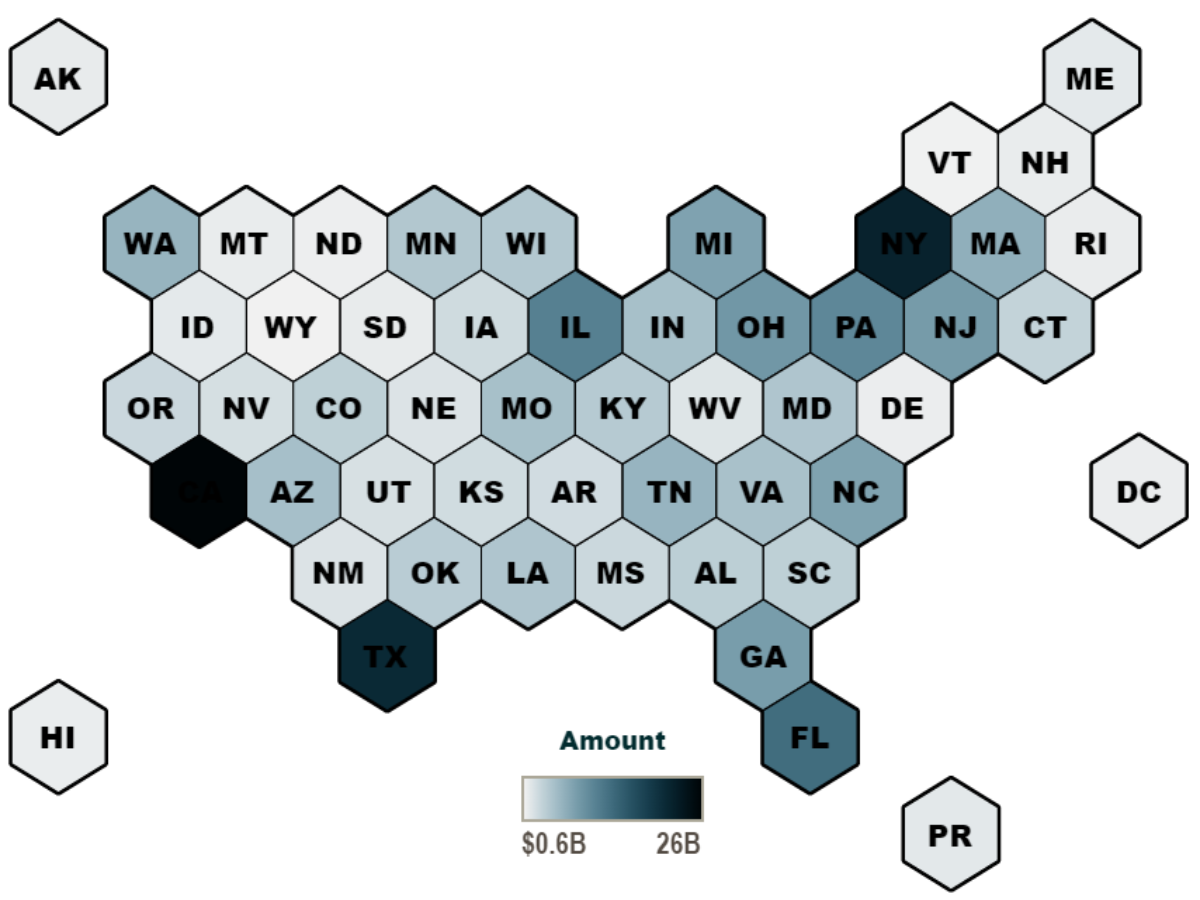 AK
ME
VT NH
WA MT ND MN WI MI NY MA RI
ID WY SD IA IL IN OH PA NJ CT
OR NV CO NE MO KY WV MD DE
CA AZ UT KS AR TN VA NC DC
NM OK LA MS AL SC
TX GA
HI FL
Amount
$0.6B 26B
PR